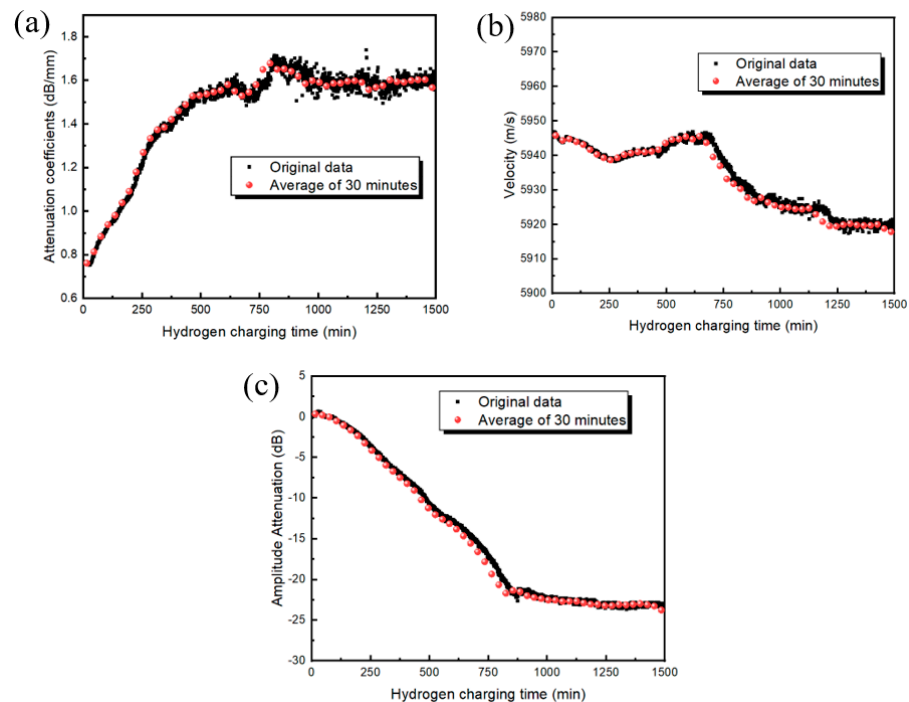 (a)
Attenuation coefficients (dB/mm)
1.8
1.6
1.4
1.2
1.0
0.8
0.6
Original data
Average of 30 minutes
0 250 500 750 1000 1250 1500
Hydrogen charging time (min)
(b)
Velocity (m/s)
5980
5970
5960
5950
5940
5930
5920
5910
5900
Original data
Average of 30 minutes
0 250 500 750 1000 1250 1500
Hydrogen charging time (min)
(c)
Amplitude Attenuation (dB)
5
0
-5
-10
-15
-20
-25
-30
Original data
Average of 30 minutes
0 250 500 750 1000 1250 1500
Hydrogen charging time (min)